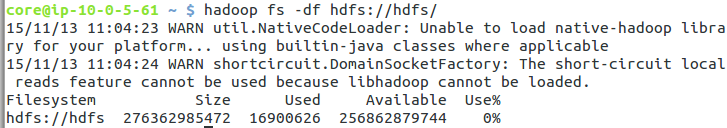 core@ip-10-0-5-61 ~ $ hadoop fs -df hdfs://hdfs/
15/11/13 11:04:23 WARN util.NativeCodeLoader: Unable to load native-hadoop libra
ry for your platform... using builtin-java classes where applicable
15/11/13 11:04:24 WARN shortcircuit.DomainSocketFactory: The short-circuit local
 reads feature cannot be used because libhadoop cannot be loaded.
Filesystem Size Used Available Use%
hdfs://hdfs 276362985472 16900626 256862879744 0%